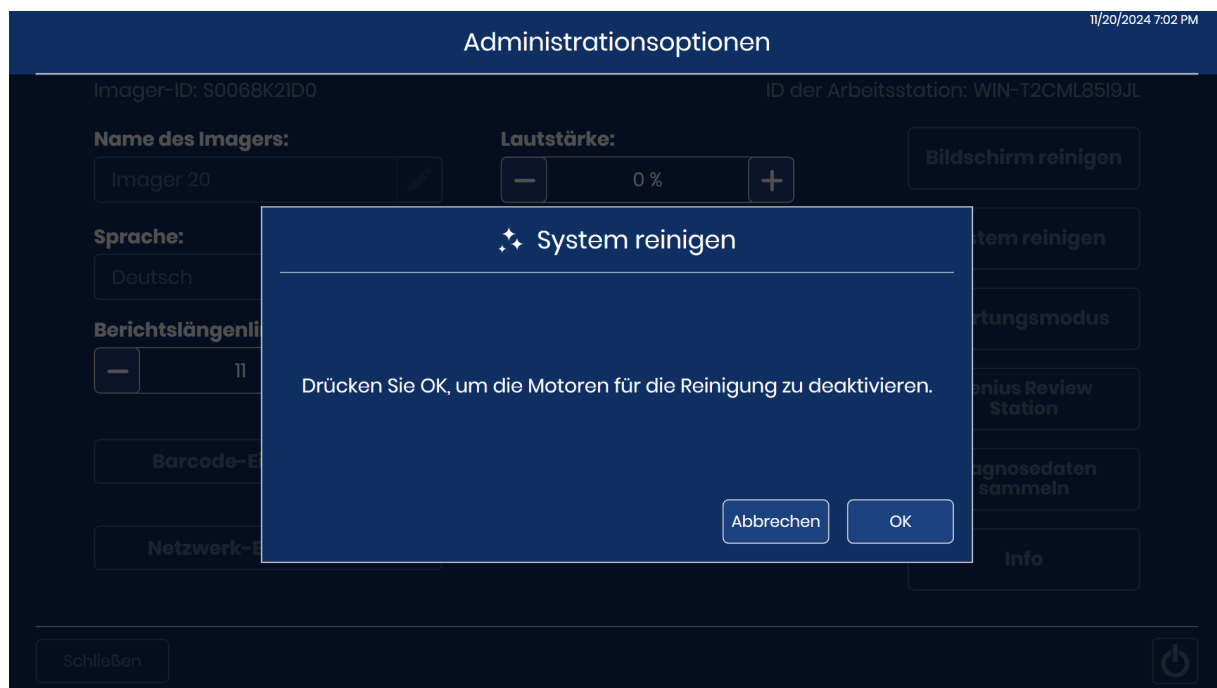 11/20/2024 7:02 PM
Administrationsoptionen
Imager-ID: S0068K21D0
ID der Arbeitsstation: WIN-T2CML85I9JL
Name des Imagers:
Lautstärke:
Bildschirm reinigen
Imager 20
0 %
Sprache:
System reinigen
tem reinigen
Deutsch
Berichtslängenli
rtungsmodus
11
Drücken Sie OK, um die Motoren für die Reinigung zu deaktivieren.
enius Review
Station
Barcode-Ei
agnosedaten
sammeln
Abbrechen
OK
Netzwerk-E
Info
Schließen